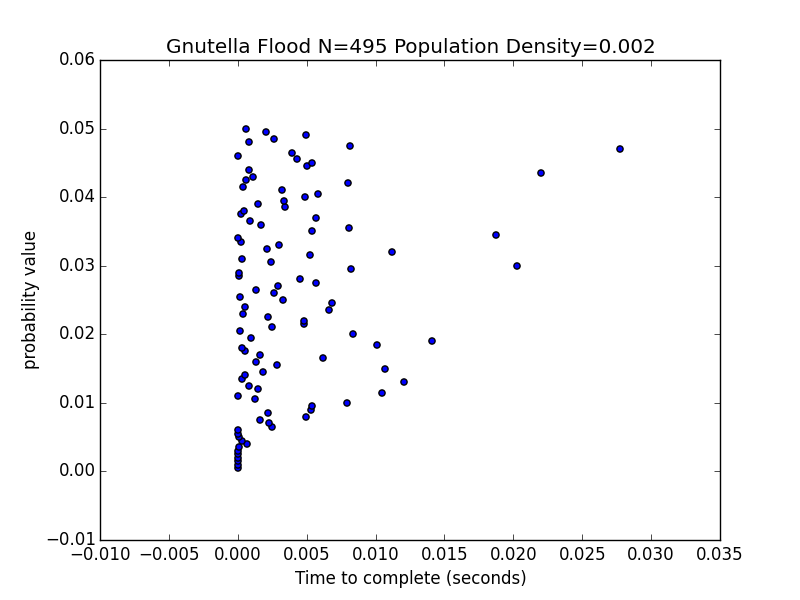 Gnutella Flood N=495 Population Density=0.002
0.06
0.05
0.04
0.03
0.02
0.01
0.00
−0.01
probability value
−0.010 −0.005 0.000 0.005 0.010 0.015 0.020 0.025 0.030 0.035
Time to complete (seconds)